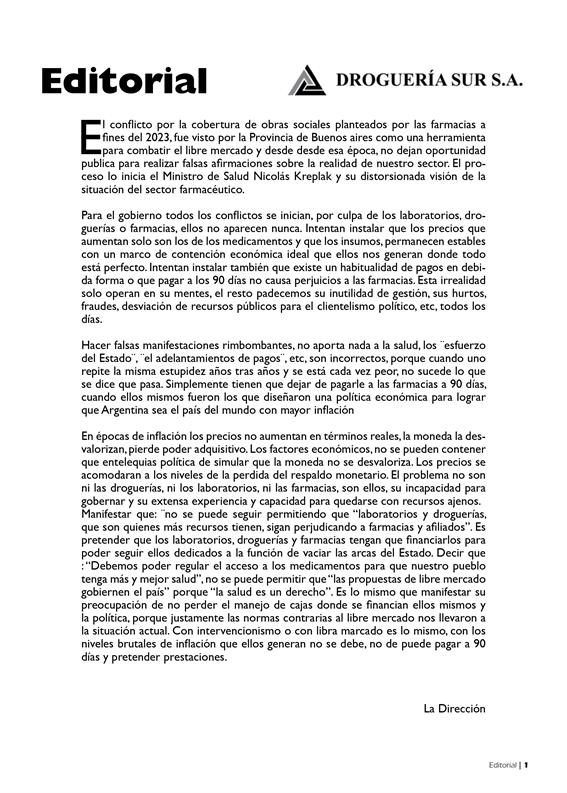 Editorial
DROGUERÍA SUR S.A.
El conflicto por la cobertura de obras sociales planteados por las farmacias a
fines del 2023, fue visto por la Provincia de Buenos aires como una herramienta
para combatir el libre mercado y desde desde esa época, no dejan oportunidad
publica para realizar falsas afirmaciones sobre la realidad de nuestro sector. El pro-
ceso lo inicia el Ministro de Salud Nicolás Kreplak y su distorsionada visión de la
situación del sector farmacéutico.
Para el gobierno todos los conflictos se inician, por culpa de los laboratorios, dro-
guerías o farmacias, ellos no aparecen nunca. Intentan instalar que los precios que
aumentan solo son los de los medicamentos y que los insumos, permanecen estables
con un marco de contención económica ideal que ellos nos generan donde todo
está perfecto. Intentan instalar también que existe un habitualidad de pagos en debi-
da forma o que pagar a los 90 días no causa perjuicios a las farmacias. Esta irrealidad
solo operan en su mentes, el resto padecemos su inutilidad de gestión, sus hurtos,
fraudes, desviación de recursos públicos para el clientelismo político, etc, todos los
días.
Hacer falsas manifestaciones rimbombantes, no aporta nada a la salud, los ¨esfuerzo
del Estado¨, ¨el adelantamientos de pagos¨, etc, son incorrectos, porque cuando uno
repite la misma estupidez años tras años y se está cada vez peor, no sucede lo que
se dice que pasa. Simplemente tienen que dejar de pagarle a las farmacias a 90 días,
cuando ellos mismos fueron los que diseñaron una política económica para lograr
que Argentina sea el país del mundo con mayor inflación
En épocas de inflación los precios no aumentan en términos reales, la moneda la des-
valorizan, pierde poder adquisitivo. Los factores económicos, no se pueden contener
que entelequias política de simular que la moneda no se desvaloriza. Los precios se
acomodaran a los niveles de la perdida del respaldo monetario. El problema no son
ni las droguerías, ni los laboratorios, ni las farmacias, son ellos, su incapacidad para
gobernar y su extensa experiencia y capacidad para quedarse con recursos ajenos.
Manifestar que: ¨no se puede seguir permitiendo que “laboratorios y droguerías,
que son quienes más recursos tienen, sigan perjudicando a farmacias y afiliados”. Es
pretender que los laboratorios, droguerías y farmacias tengan que financiarlos para
poder seguir ellos dedicados a la función de vaciar las arcas del Estado. Decir que
: “Debemos poder regular el acceso a los medicamentos para que nuestro pueblo
tenga más y mejor salud”, no se puede permitir que “las propuestas de libre mercado
gobiernen el país” porque “la salud es un derecho”. Es lo mismo que manifestar su
preocupación de no perder el manejo de cajas donde se financian ellos mismos y
la política, porque justamente las normas contrarias al libre mercado nos llevaron a
la situación actual. Con intervencionismo o con libra marcado es lo mismo, con los
niveles brutales de inflación que ellos generan no se debe, no de puede pagar a 90
días y pretender prestaciones.
La Dirección
Editorial | 1